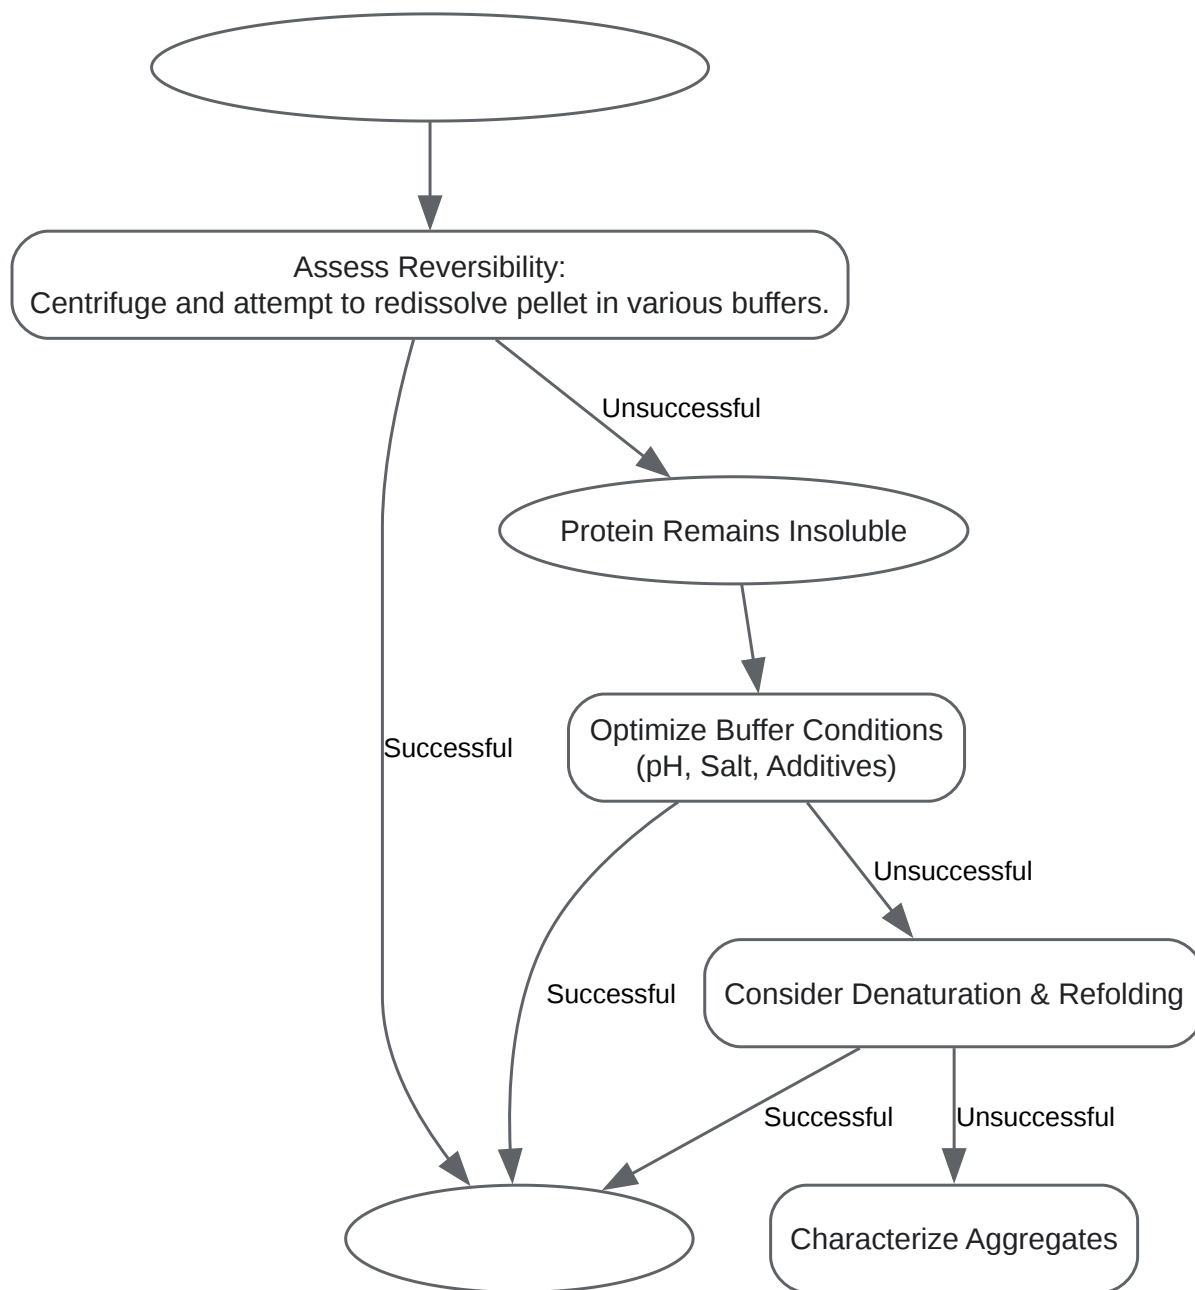 Assess Reversibility:
Centrifuge and attempt to redissolve pellet in various buffers.
Unsuccessful
Protein Remains Insoluble
Optimize Buffer Conditions
(pH, Salt, Additives)
Successful
Unsuccessful
Consider Denaturation & Refolding
Successful
Successful
Unsuccessful
Characterize Aggregates